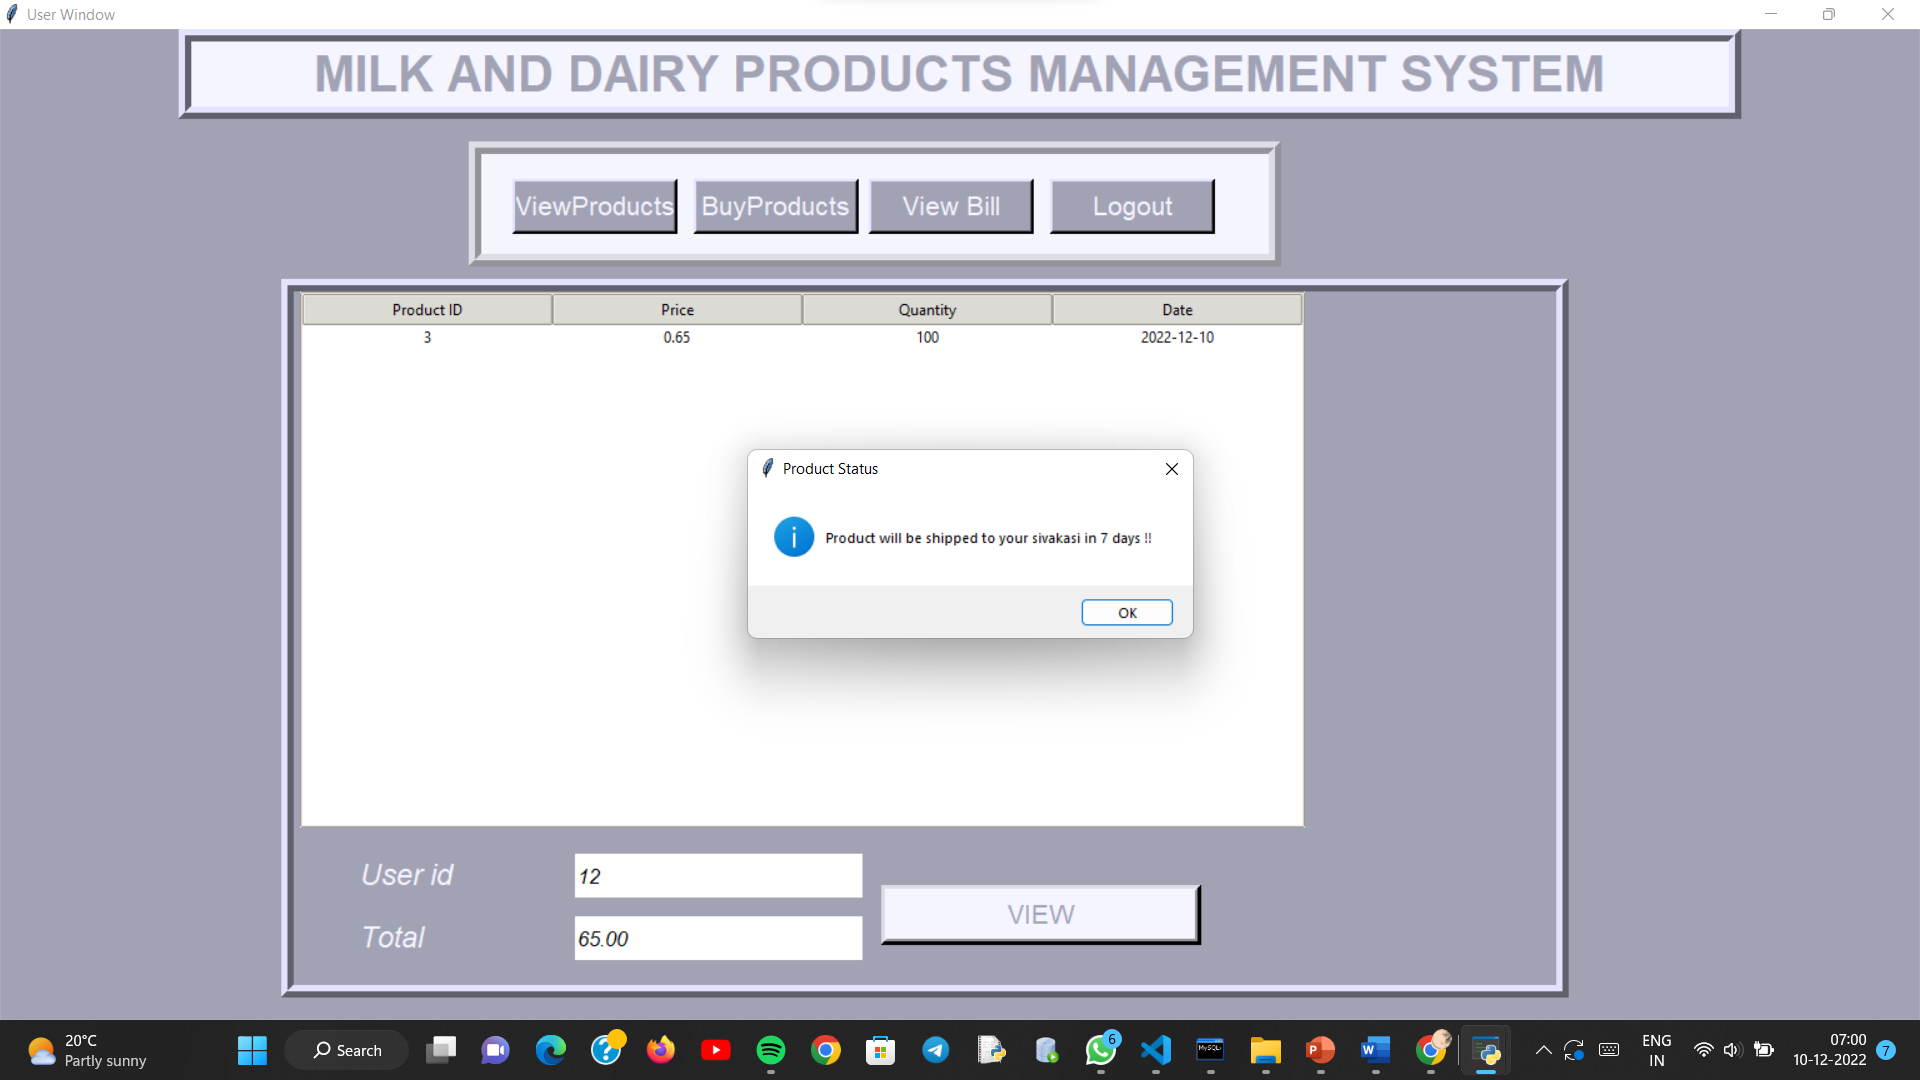 User Window
MILK AND DAIRY PRODUCTS MANAGEMENT SYSTEM
ViewProducts BuyProducts View Bill Logout
Product ID Price Quantity Date
3 0.65 100 2022-12-10
Product Status
i
Product will be shipped to your sivakasi in 7 days !!
OK
User id 12
VIEW
Total 65.00
20°C
Partly sunny
Search
6
MySQL
P
W
ENG
IN
07:00
10-12-2022
7